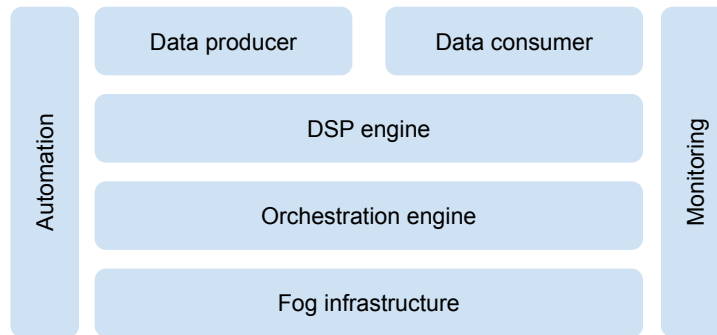 Automation
Data producer
Data consumer
DSP engine
Orchestration engine
Fog infrastructure
Monitoring